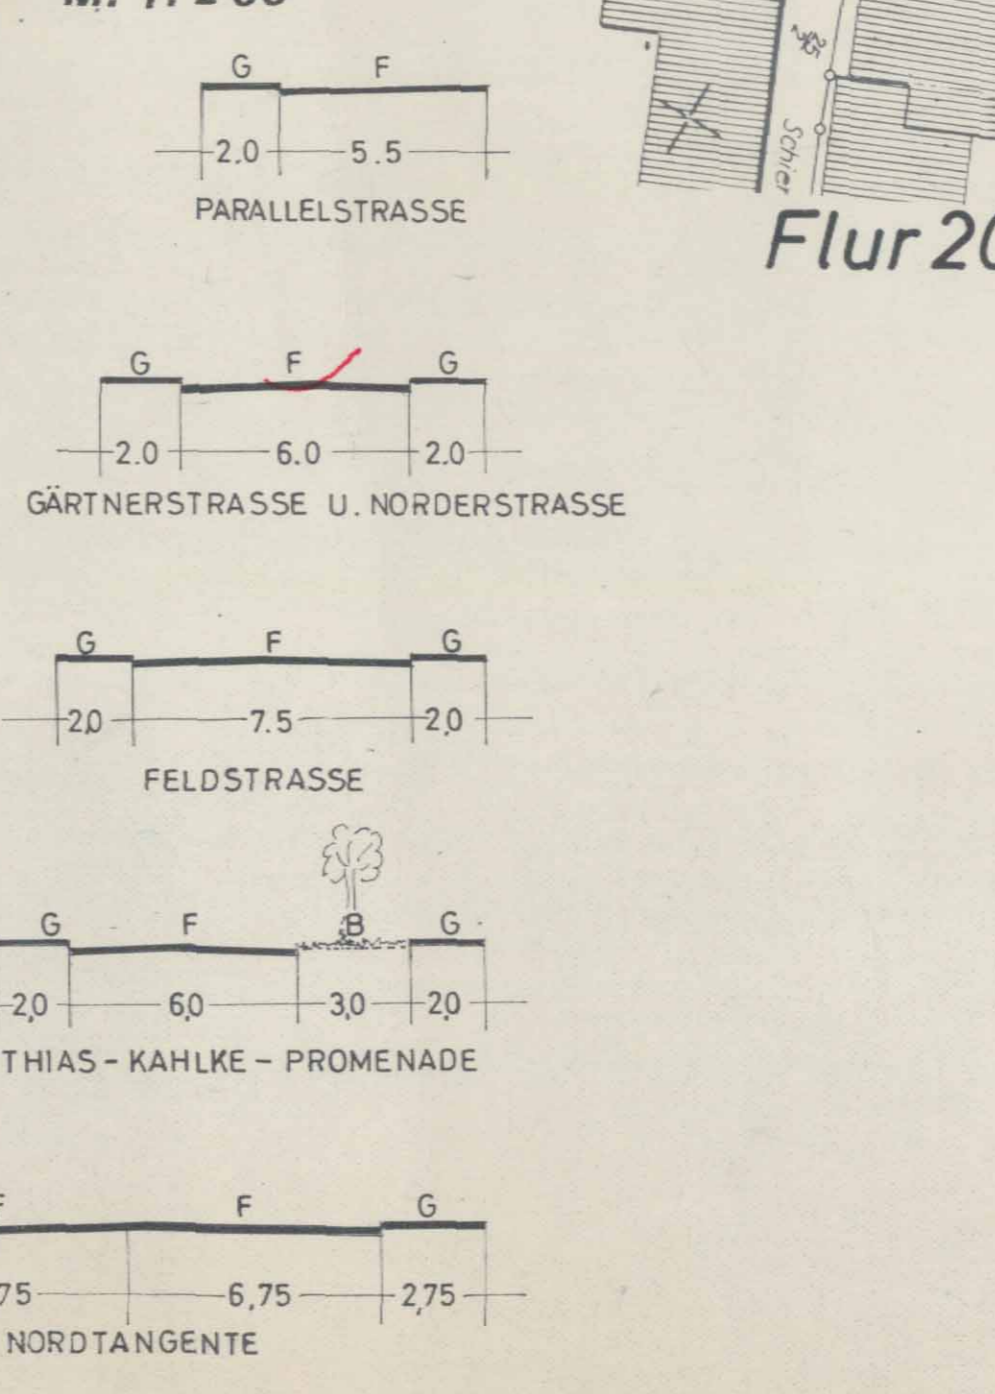 G F
2.0 5.5
PARALLELSTRASSE
Schier
Flur 20
G F G
2.0 6.0 2.0
GÄRTNERSTRASSE U. NORDERSTRASSE
G F G
2,0 7.5 2,0
FELDSTRASSE
G F B G
2,0 6,0 3,0 2,0
THIAS - KAHLKE - PROMENADE
F G
75 6,75 2,75
NORDTANGENTE